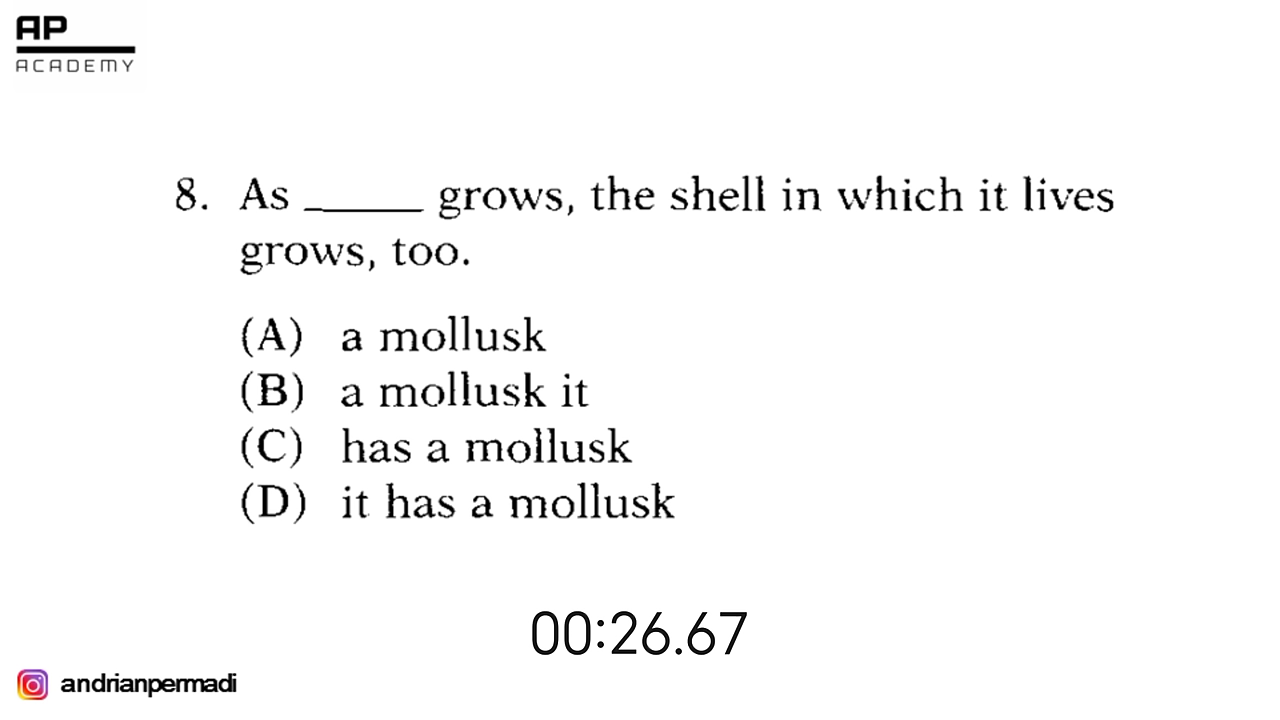 AP
ACADEMY
8. As _____ grows, the shell in which it lives
grows, too.
(A) a mollusk
(B) a mollusk it
(C) has a mollusk
(D) it has a mollusk
00:26.67
andrianpermadi